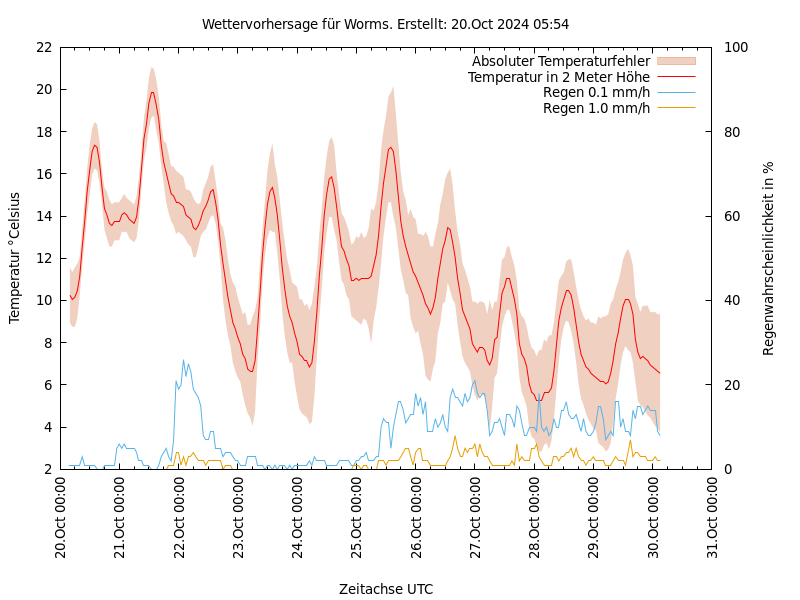 Wettervorhersage für Worms. Erstellt: 20.Oct 2024 05:54
Absoluter Temperaturfehler
Temperatur in 2 Meter Höhe
Regen 0.1 mm/h
Regen 1.0 mm/h
Temperatur °Celsius
22
20
18
16
14
12
10
8
6
4
2
100
80
60
40
20
0
Regenwahrscheinlichkeit in %
20.Oct 00:00
21.Oct 00:00
22.Oct 00:00
23.Oct 00:00
24.Oct 00:00
25.Oct 00:00
26.Oct 00:00
27.Oct 00:00
28.Oct 00:00
29.Oct 00:00
30.Oct 00:00
31.Oct 00:00
Zeitachse UTC